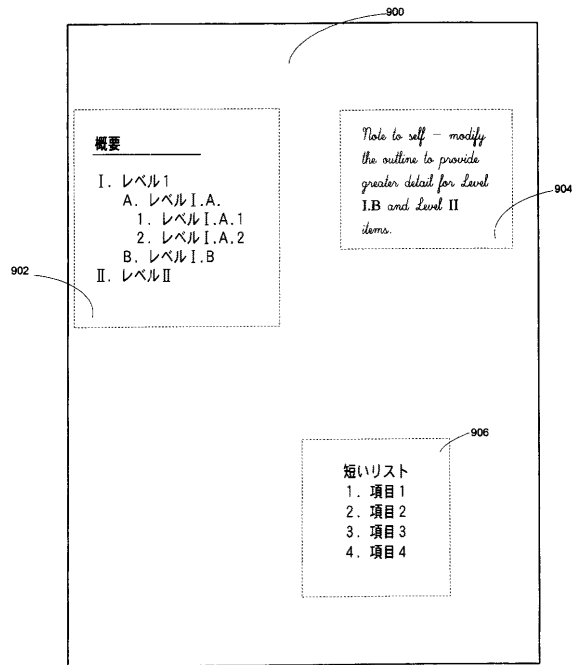 900
概要
Ⅰ. レベル1
A. レベルⅠ.A.
1. レベルⅠ.A.1
2. レベルⅠ.A.2
B. レベルⅠ.B
Ⅱ. レベルⅡ
902
Note to self – modify
the outline to provide
greater detail for Level
I.B and Level II
items.
904
906
短いリスト
1. 項目1
2. 項目2
3. 項目3
4. 項目4